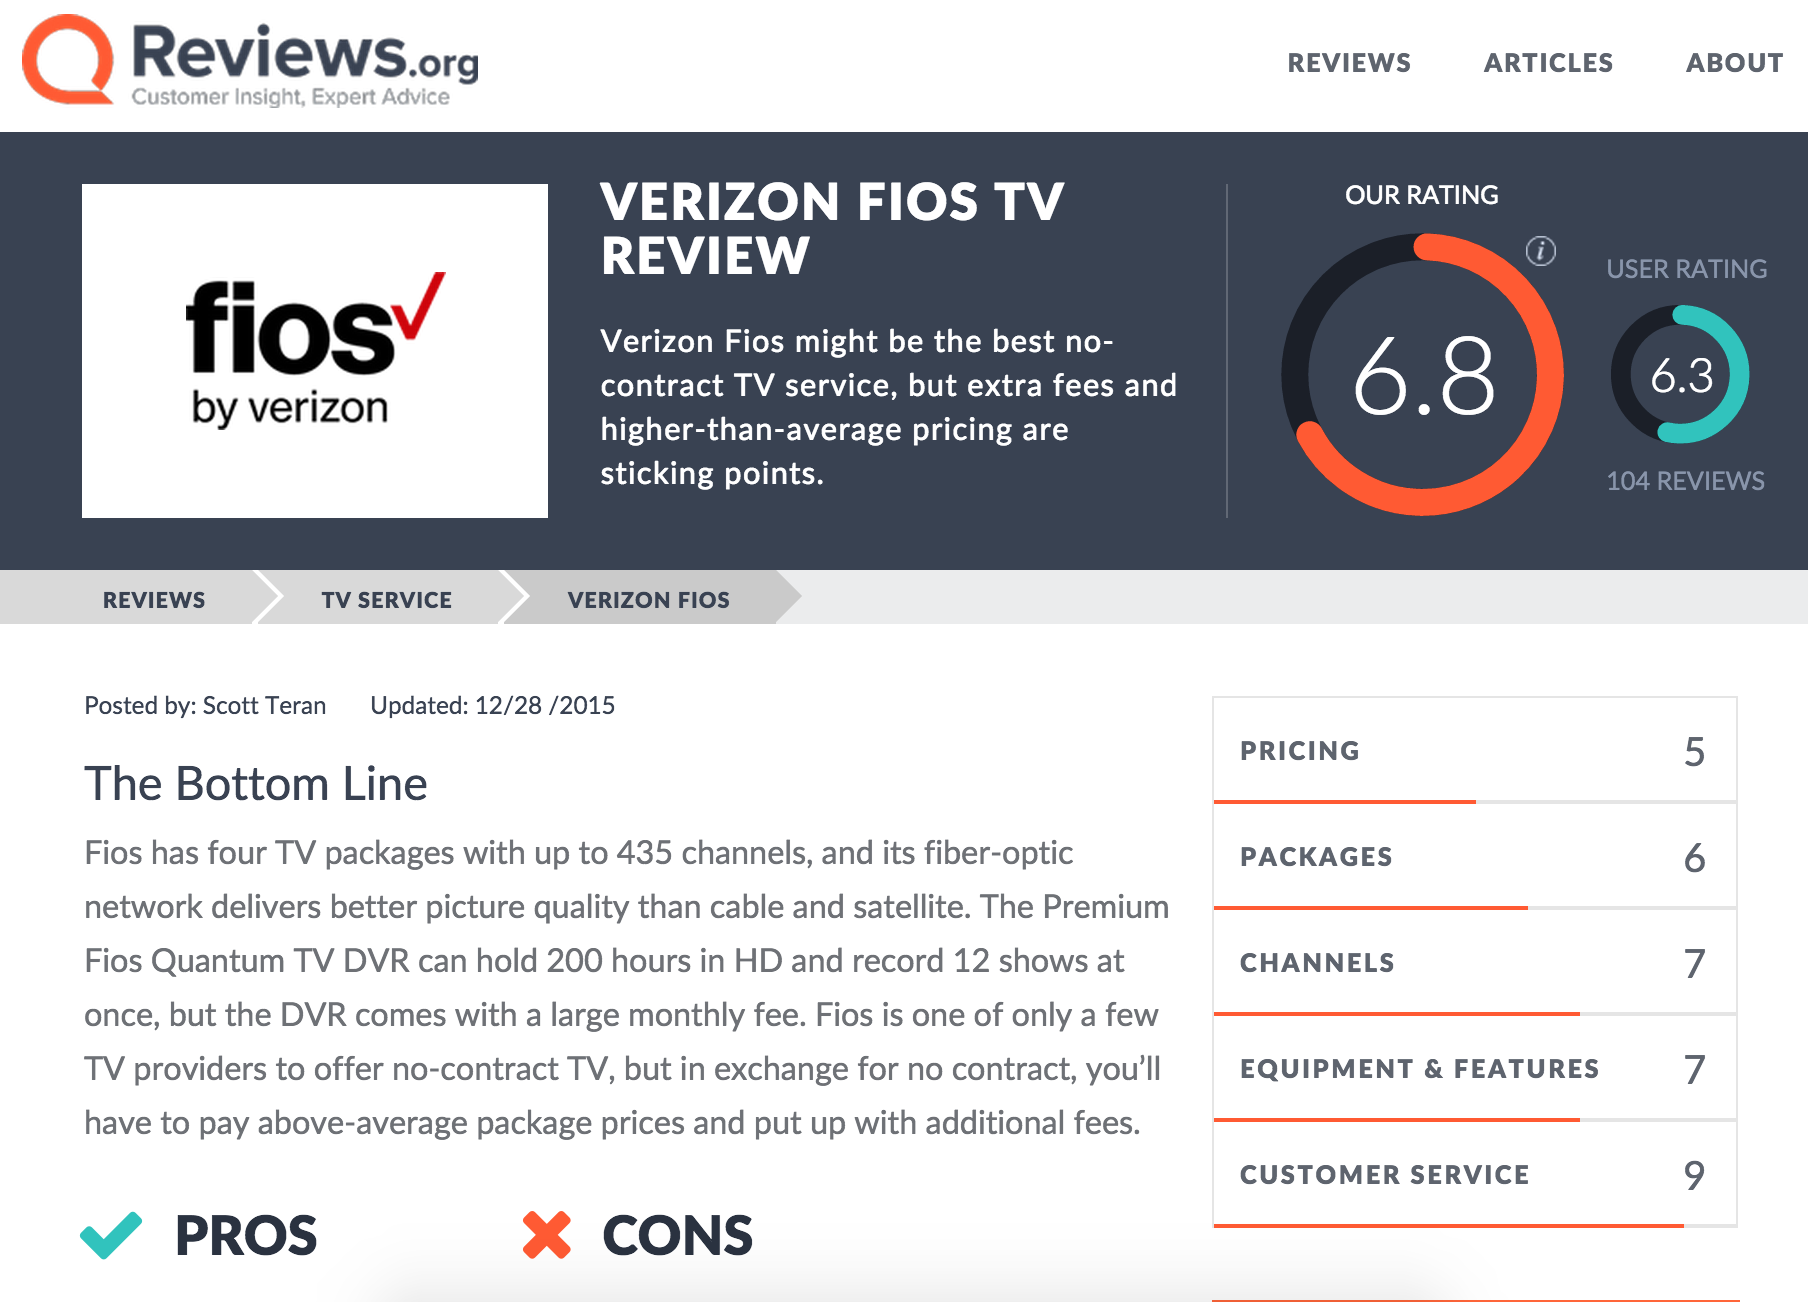 Reviews.org
Customer Insight, Expert Advice
REVIEWS ARTICLES ABOUT
fios
by verizon
VERIZON FIOS TV
REVIEW
Verizon Fios might be the best no-
contract TV service, but extra fees and
higher-than-average pricing are
sticking points.
OUR RATING
6.8
i
USER RATING
6.3
104 REVIEWS
REVIEWS TV SERVICE VERIZON FIOS
Posted by: Scott Teran Updated: 12/28 /2015
The Bottom Line
Fios has four TV packages with up to 435 channels, and its fiber-optic
network delivers better picture quality than cable and satellite. The Premium
Fios Quantum TV DVR can hold 200 hours in HD and record 12 shows at
once, but the DVR comes with a large monthly fee. Fios is one of only a few
TV providers to offer no-contract TV, but in exchange for no contract, you’ll
have to pay above-average package prices and put up with additional fees.
PROS CONS
PRICING 5
PACKAGES 6
CHANNELS 7
EQUIPMENT & FEATURES 7
CUSTOMER SERVICE 9